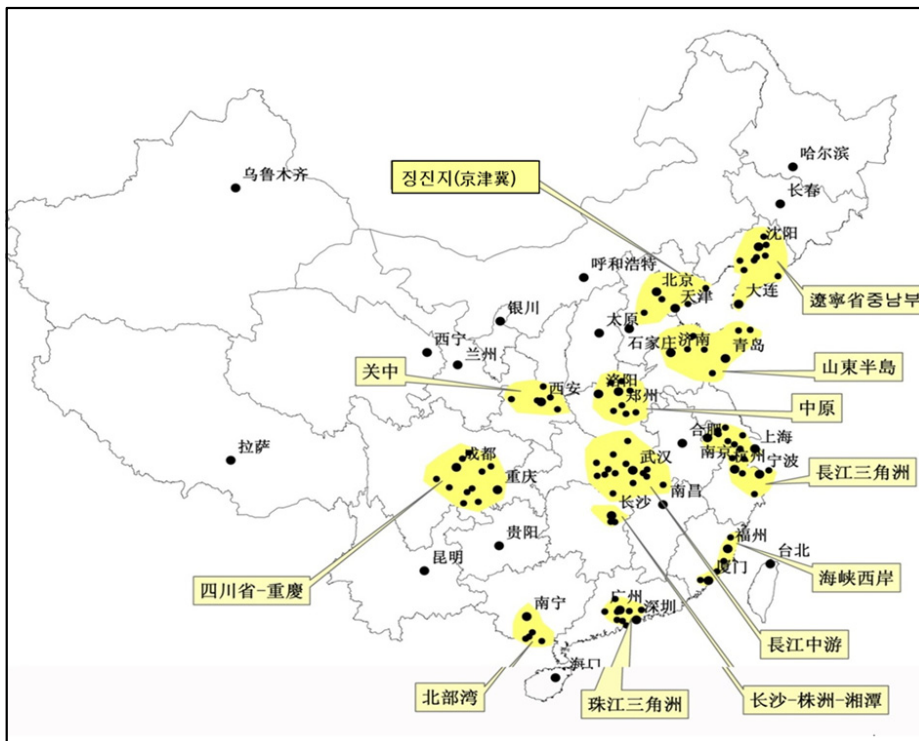 哈尔滨
乌鲁木齐
징진지(京津冀)
长春
沈阳
呼和浩特
北京
大连
天津
遼寧省중남부
银川
太原
石家庄
济南
青岛
西宁
兰州
山東半島
关中
洛阳
西安
郑州
中原
合肥
上海
拉萨
成都
武汉
南京
杭州
宁波
重庆
長江三角洲
长沙
南昌
福州
贵阳
台北
昆明
厦门
海峡西岸
四川省-重慶
广州
南宁
深圳
長江中游
海口
北部湾
珠江三角洲
长沙-株洲-湘潭